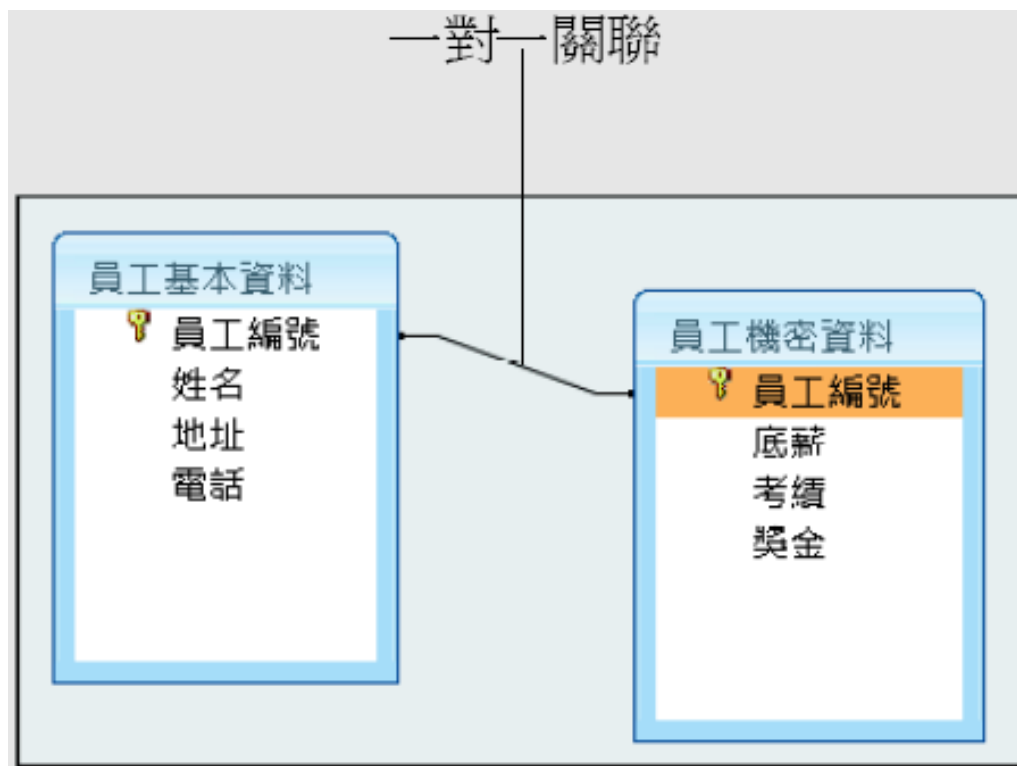 一對一關聯
員工基本資料
員工編號
姓名
地址
電話
員工機密資料
員工編號
底薪
考績
獎金